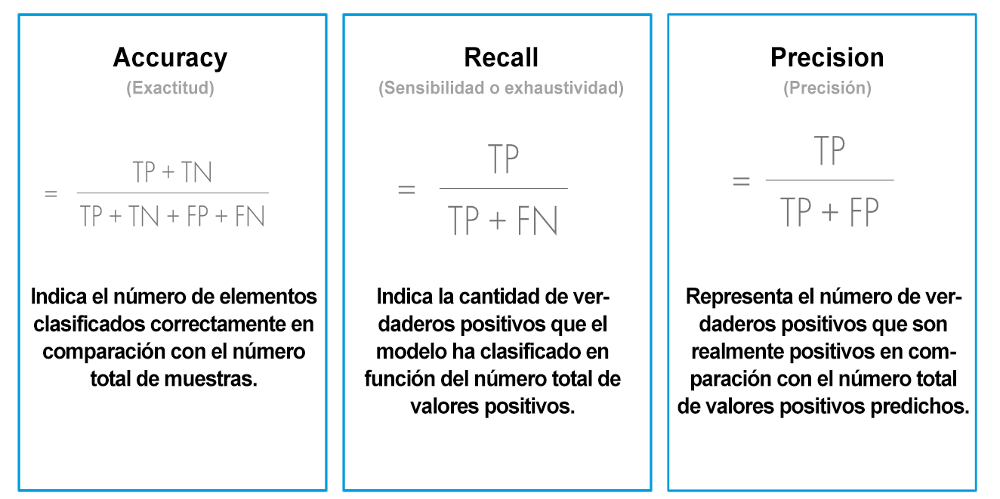 Accuracy
(Exactitud)
= TP + TN
TP + TN + FP + FN
Indica el número de elementos
clasificados correctamente en
comparación con el número
total de muestras.
Recall
(Sensibilidad o exhaustividad)
= TP
TP + FN
Indica la cantidad de ver-
daderos positivos que el
modelo ha clasificado en
función del número total de
valores positivos.
Precision
(Precisión)
= TP
TP + FP
Representa el número de ver-
daderos positivos que son
realmente positivos en com-
paración con el número total
de valores positivos predichos.